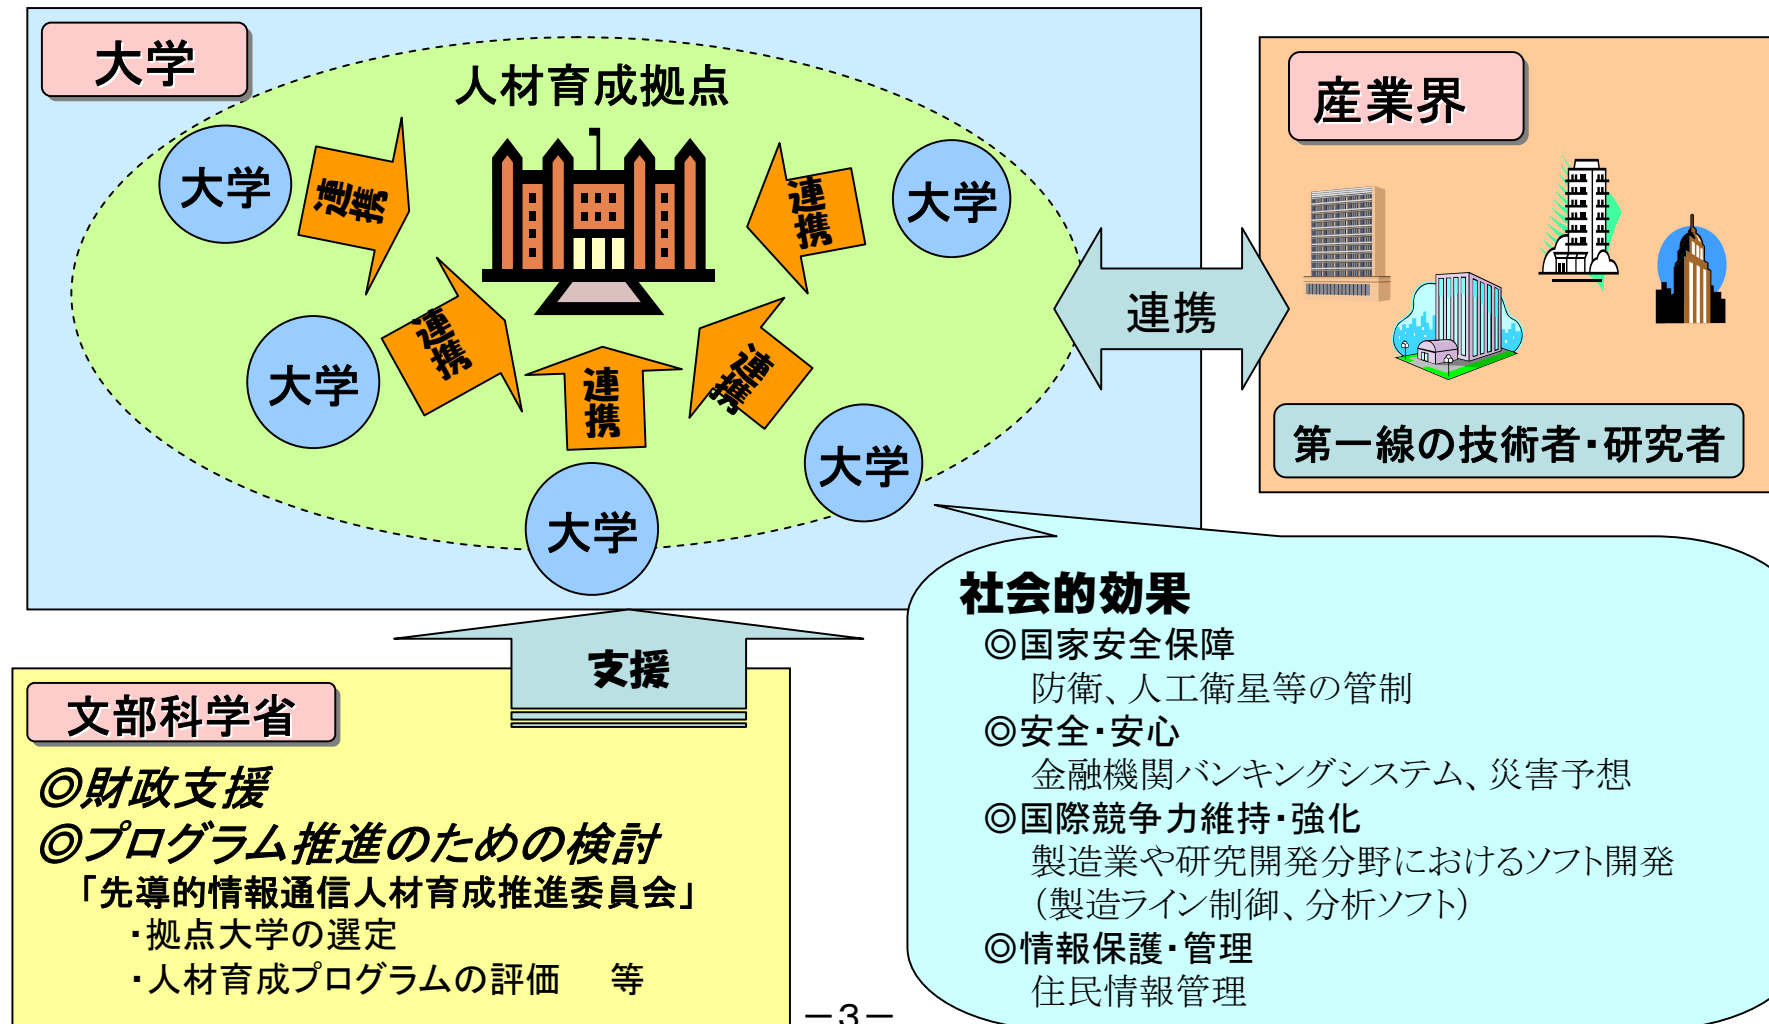 大学
人材育成拠点
大学
連携
大学
連携
大学
連携
大学
連携
大学
連携
連携
産業界
第一線の技術者・研究者
支援
文部科学省
◎財政支援
◎プログラム推進のための検討
「先導的情報通信人材育成推進委員会」
・拠点大学の選定
・人材育成プログラムの評価　等
社会的効果
◎国家安全保障
防衛、人工衛星等の管制
◎安全・安心
金融機関バンキングシステム、災害予想
◎国際競争力維持・強化
製造業や研究開発分野におけるソフト開発
（製造ライン制御、分析ソフト）
◎情報保護・管理
住民情報管理
－3－